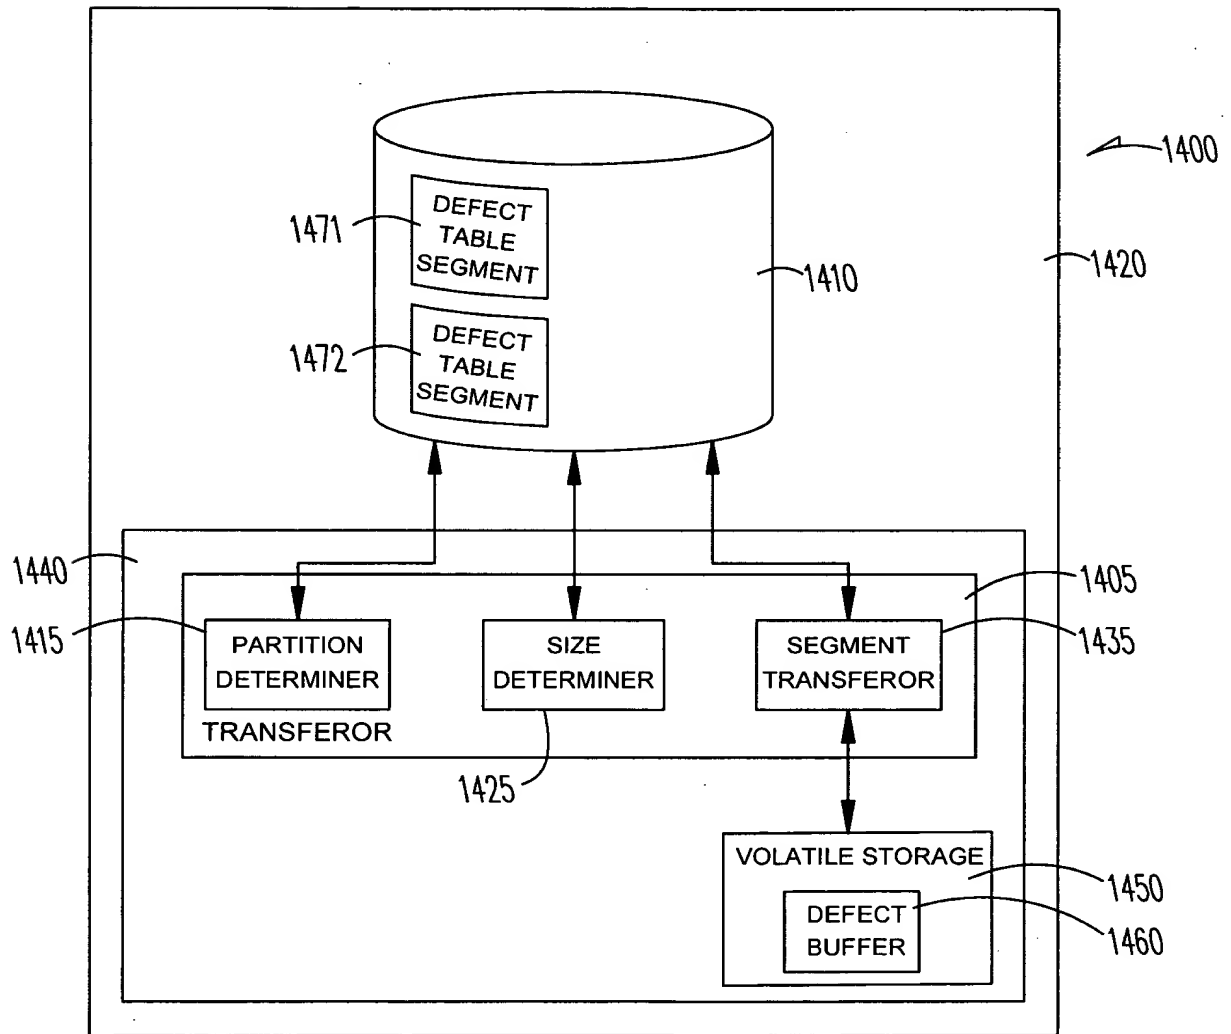 1400
DEFECT
TABLE
SEGMENT
1471
1420
1410
DEFECT
TABLE
SEGMENT
1472
1440
1405
1415
PARTITION
DETERMINER
SIZE
DETERMINER
SEGMENT
TRANSFEROR
1435
TRANSFEROR
1425
VOLATILE STORAGE
1450
DEFECT
BUFFER
1460